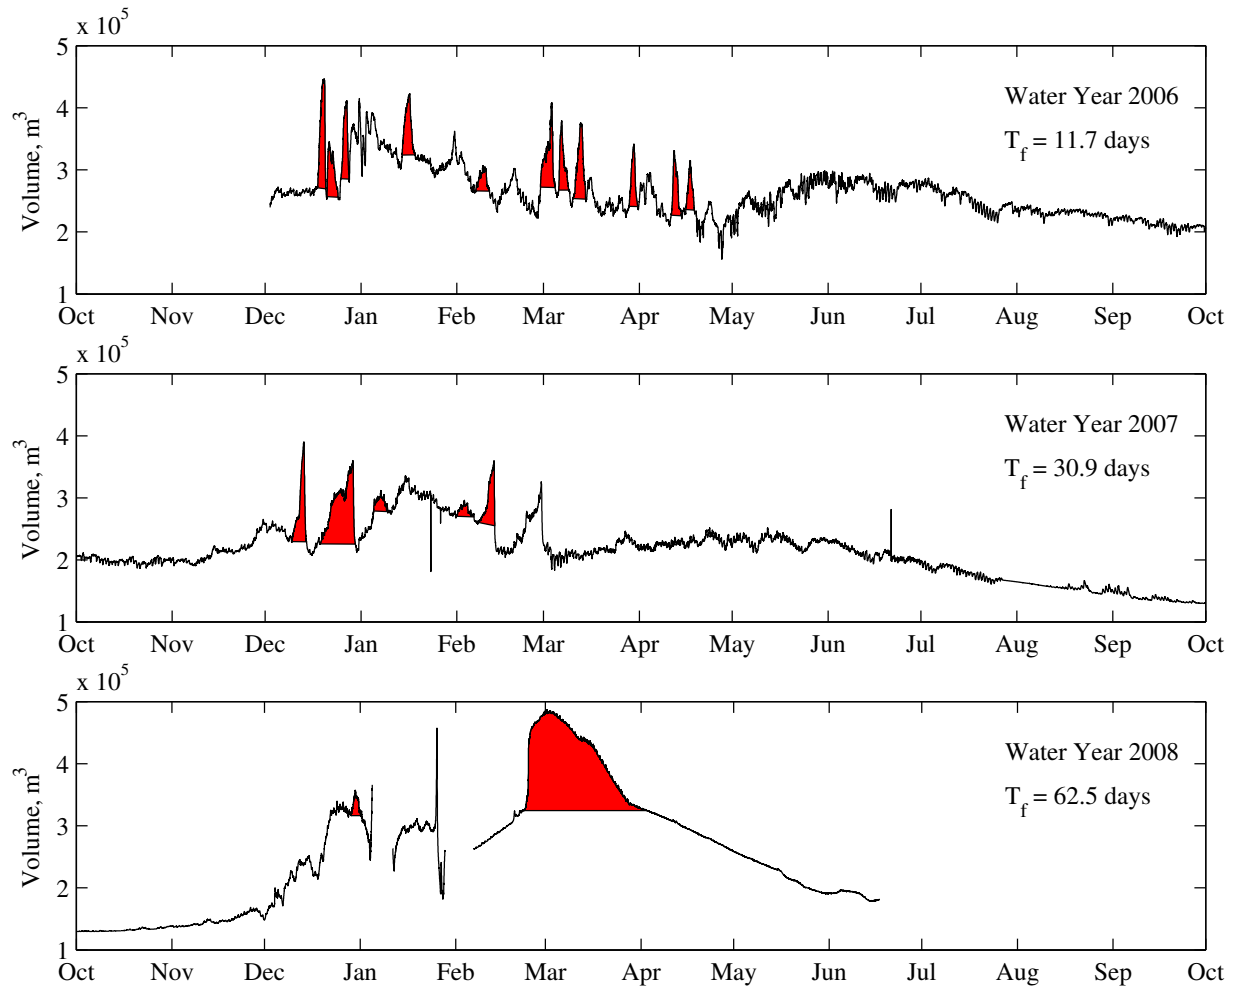 x 10^5
5
4
3
2
1
Volume, m^3
Water Year 2006
T_f = 11.7 days
Oct Nov Dec Jan Feb Mar Apr May Jun Jul Aug Sep Oct
x 10^5
5
4
3
2
1
Volume, m^3
Water Year 2007
T_f = 30.9 days
Oct Nov Dec Jan Feb Mar Apr May Jun Jul Aug Sep Oct
x 10^5
5
4
3
2
1
Volume, m^3
Water Year 2008
T_f = 62.5 days
Oct Nov Dec Jan Feb Mar Apr May Jun Jul Aug Sep Oct